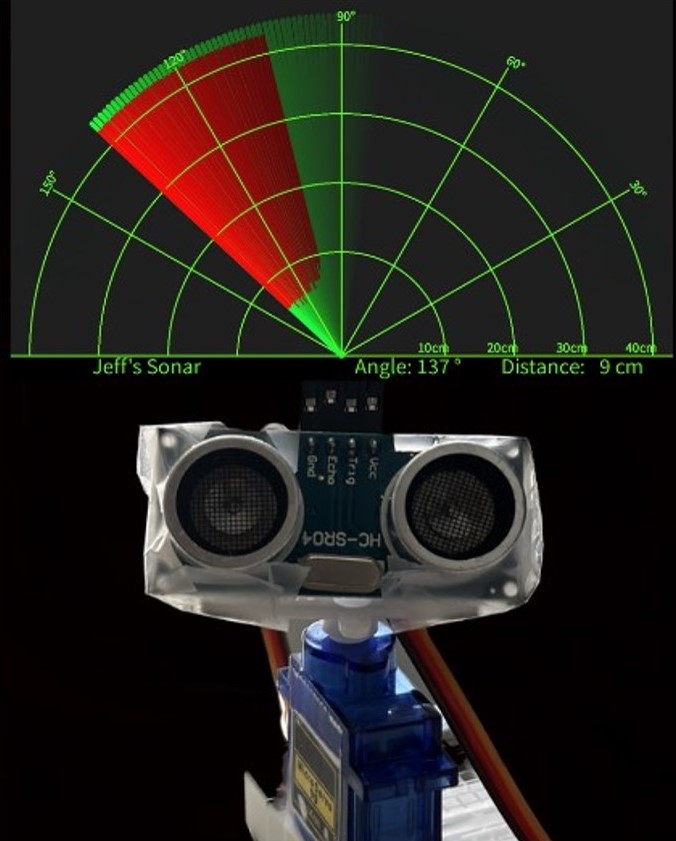 90°
120°
60°
150°
30°
10cm 20cm 30cm 40cm
Jeff's Sonar Angle: 137 ° Distance: 9 cm
Gnd Echo Trig Vcc
HC-SR04